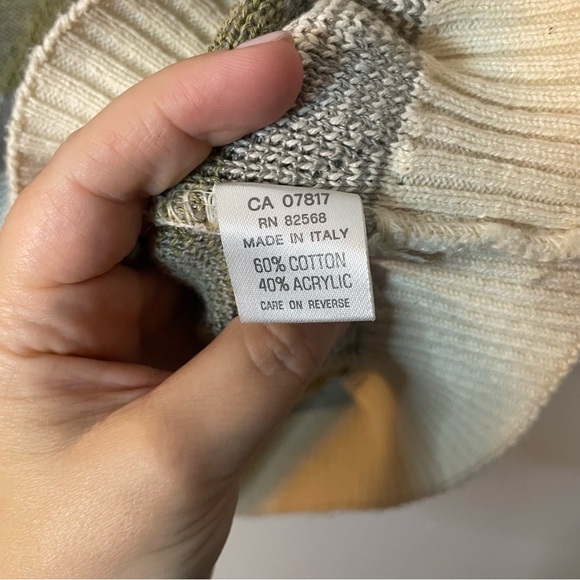 CA 07817
RN 82568
MADE IN ITALY
60% COTTON
40% ACRYLIC
CARE ON REVERSE